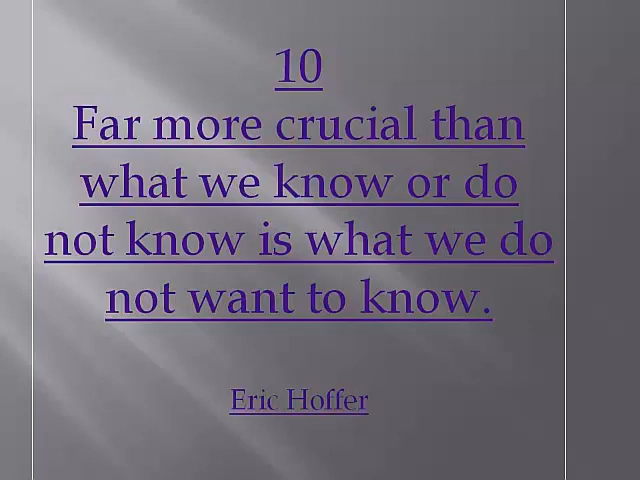 10
Far more crucial than
what we know or do
not know is what we do
not want to know.
Eric Hoffer